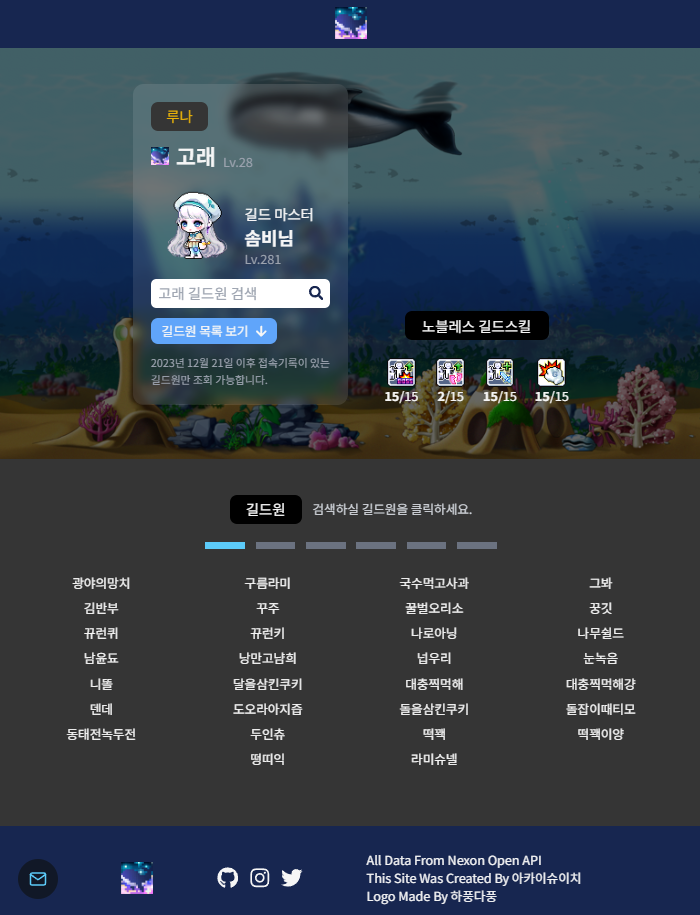 루나
고래 Lv.28
길드 마스터
솜비님
Lv.281
고래 길드원 검색
길드원 목록 보기
2023년 12월 21일 이후 접속기록이 있는
길드원만 조회 가능합니다.
노블레스 길드스킬
15/15 2/15 15/15 15/15
길드원 검색하실 길드원을 클릭하세요.
광야의망치 구름라미 국수먹고사과 그봐
김반부 꾸주 꿀벌오리소 꿍깃
뀨런퀴 뀨런키 나로아닝 나무쉴드
남윤됴 낭만고냠희 넙우리 눈녹음
니뚤 달을삼킨쿠키 대충찍먹해 대충찍먹해걍
덴데 도오라아지즙 돌을삼킨쿠키 돌잡이때티모
동태전녹두전 두인츄 떡꽥 떡꽥이양
떵띠익 라미슈넬
All Data From Nexon Open API
This Site Was Created By 아카이슈이치
Logo Made By 하풍다풍